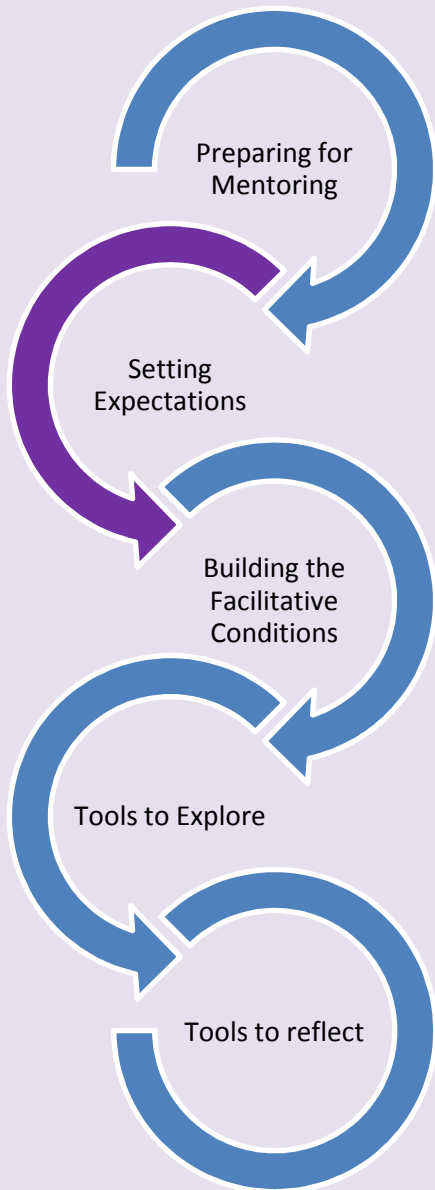 Preparing for
Mentoring
Setting
Expectations
Building the
Facilitative
Conditions
Tools to Explore
Tools to reflect